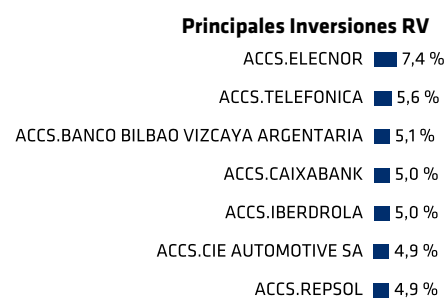 Principales Inversiones RV
ACCS.ELECNOR 7,4 %
ACCS.TELEFONICA 5,6 %
ACCS.BANCO BILBAO VIZCAYA ARGENTARIA 5,1 %
ACCS.CAIXABANK 5,0 %
ACCS.IBERDROLA 5,0 %
ACCS.CIE AUTOMOTIVE SA 4,9 %
ACCS.REPSOL 4,9 %